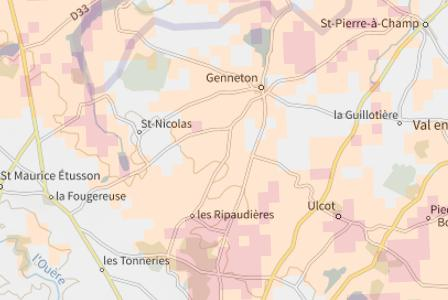 D33
St-Pierre-à-Champ
Genneton
la Guillotière
St-Nicolas
Val en
St Maurice Étusson
la Fougereuse
Ulcot
les Ripaudières
Pie
Bo
les Tonneries
l'Ouère